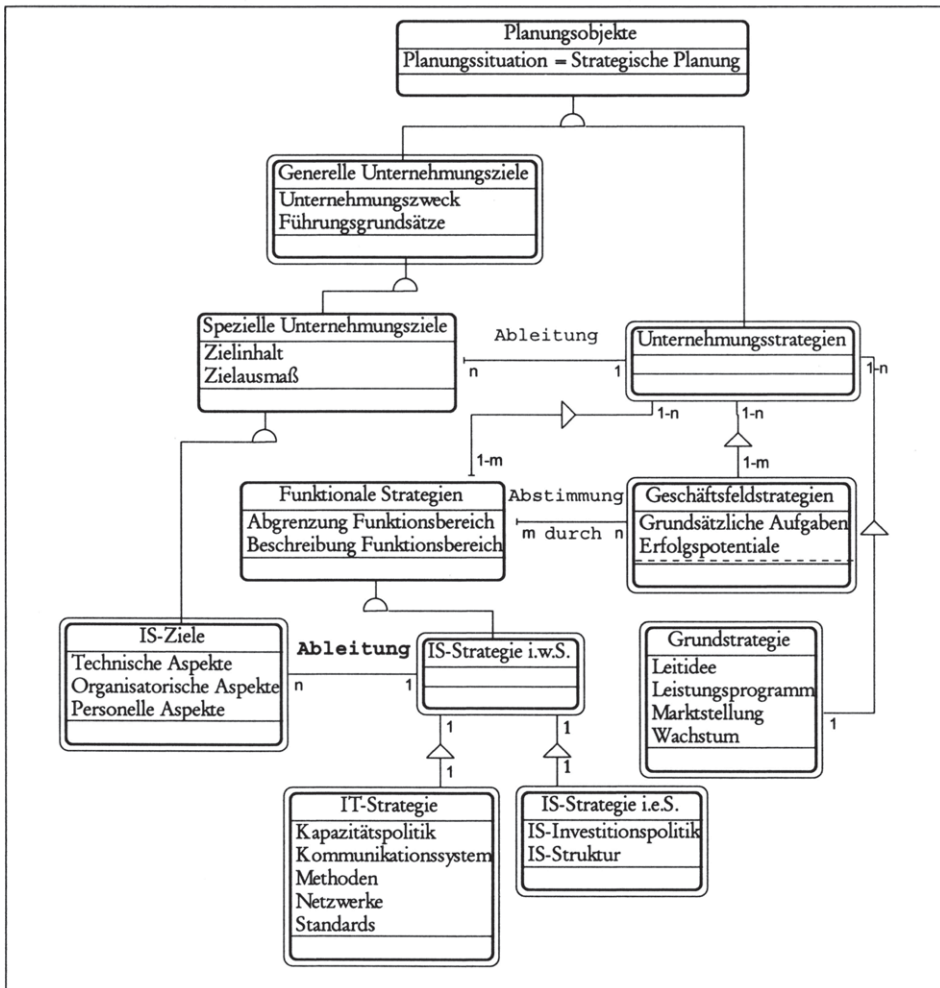 Planungsobjekte
Planungssituation = Strategische Planung
Generelle Unternehmungsziele
Unternehmungszweck
Führungsgrundsätze
Spezielle Unternehmungsziele
Zielinhalt
Zielausmaß
Ableitung
n
1
Unternehmungsstrategien
1-n
1-n
1-n
1-m
1-m
Funktionale Strategien
Abgrenzung Funktionsbereich
Beschreibung Funktionsbereich
Abstimmung
m durch n
Geschäftsfeldstrategien
Grundsätzliche Aufgaben
Erfolgspotentiale
IS-Ziele
Technische Aspekte
Organisatorische Aspekte
Personelle Aspekte
Ableitung
n
1
IS-Strategie i.w.S.
Grundstrategie
Leitidee
Leistungsprogramm
Marktstellung
Wachstum
1
1
1
1
1
IT-Strategie
Kapazitätspolitik
Kommunikationssystem
Methoden
Netzwerke
Standards
IS-Strategie i.e.S.
IS-Investitionspolitik
IS-Struktur